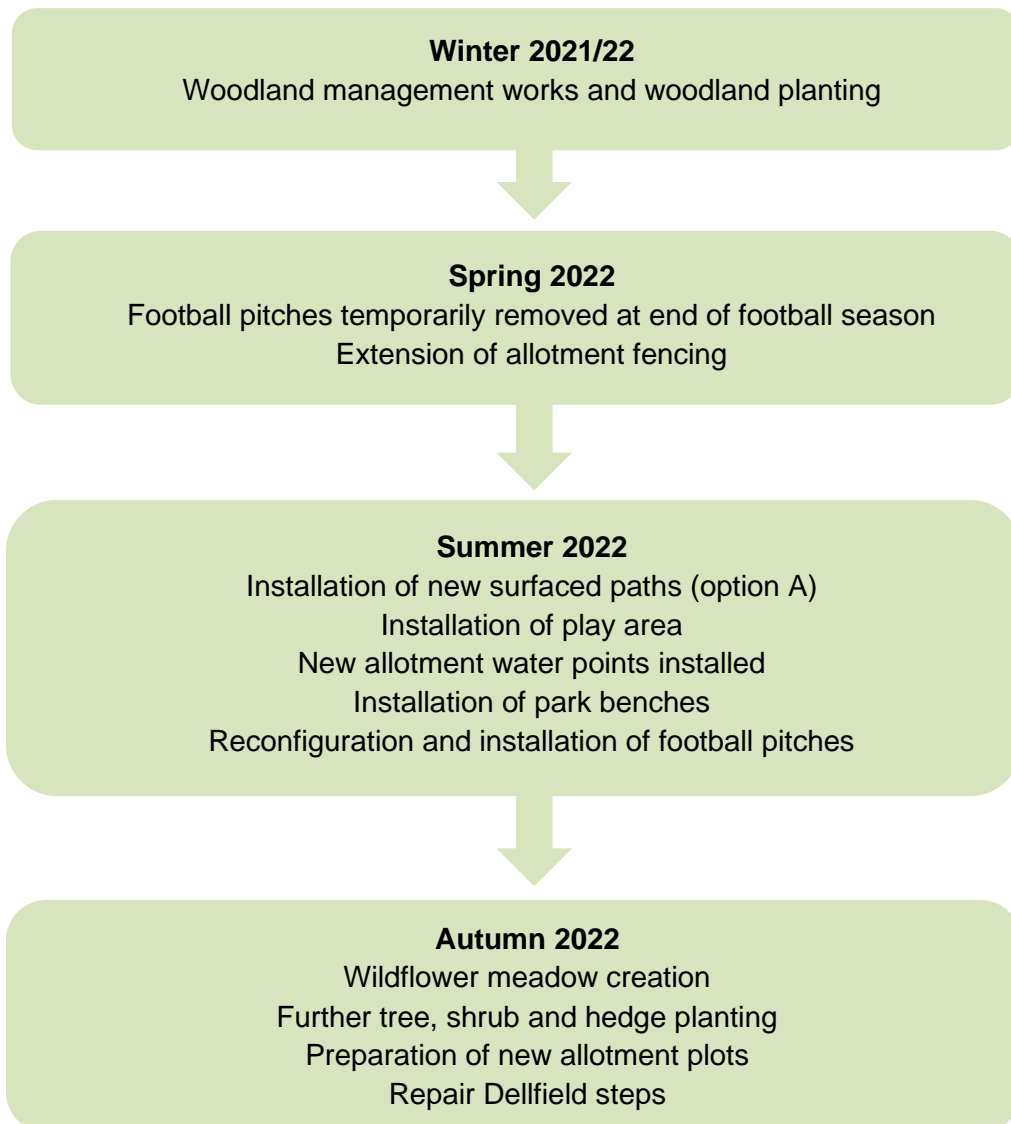 Winter 2021/22
Woodland management works and woodland planting
Spring 2022
Football pitches temporarily removed at end of football season
Extension of allotment fencing
Summer 2022
Installation of new surfaced paths (option A)
Installation of play area
New allotment water points installed
Installation of park benches
Reconfiguration and installation of football pitches
Autumn 2022
Wildflower meadow creation
Further tree, shrub and hedge planting
Preparation of new allotment plots
Repair Dellfield steps